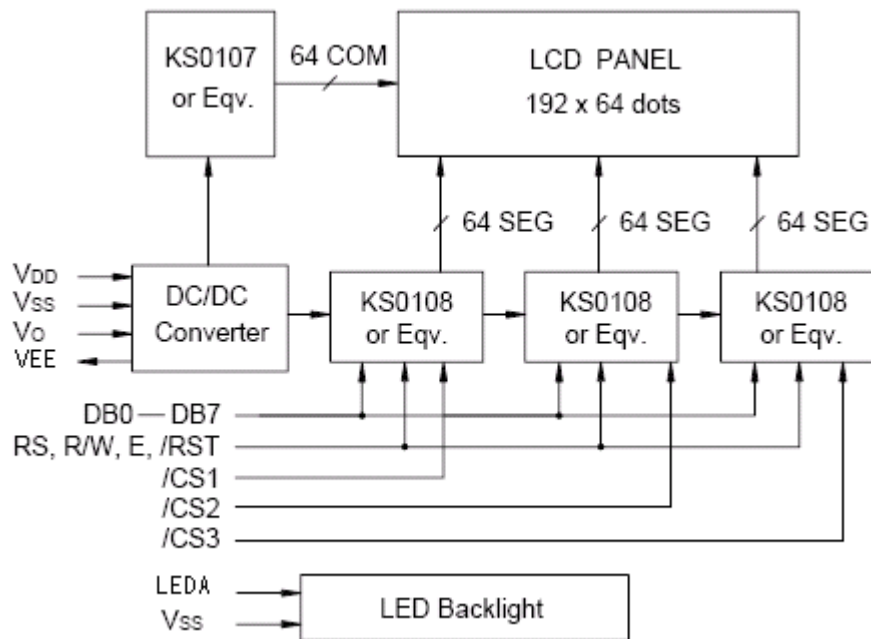 KS0107
or Eqv.
64 COM
LCD PANEL
192 x 64 dots
64 SEG
64 SEG
64 SEG
VDD
VSS
VO
VEE
DC/DC
Converter
KS0108
or Eqv.
KS0108
or Eqv.
KS0108
or Eqv.
DB0 — DB7
RS, R/W, E, /RST
/CS1
/CS2
/CS3
LEDA
VSS
LED Backlight